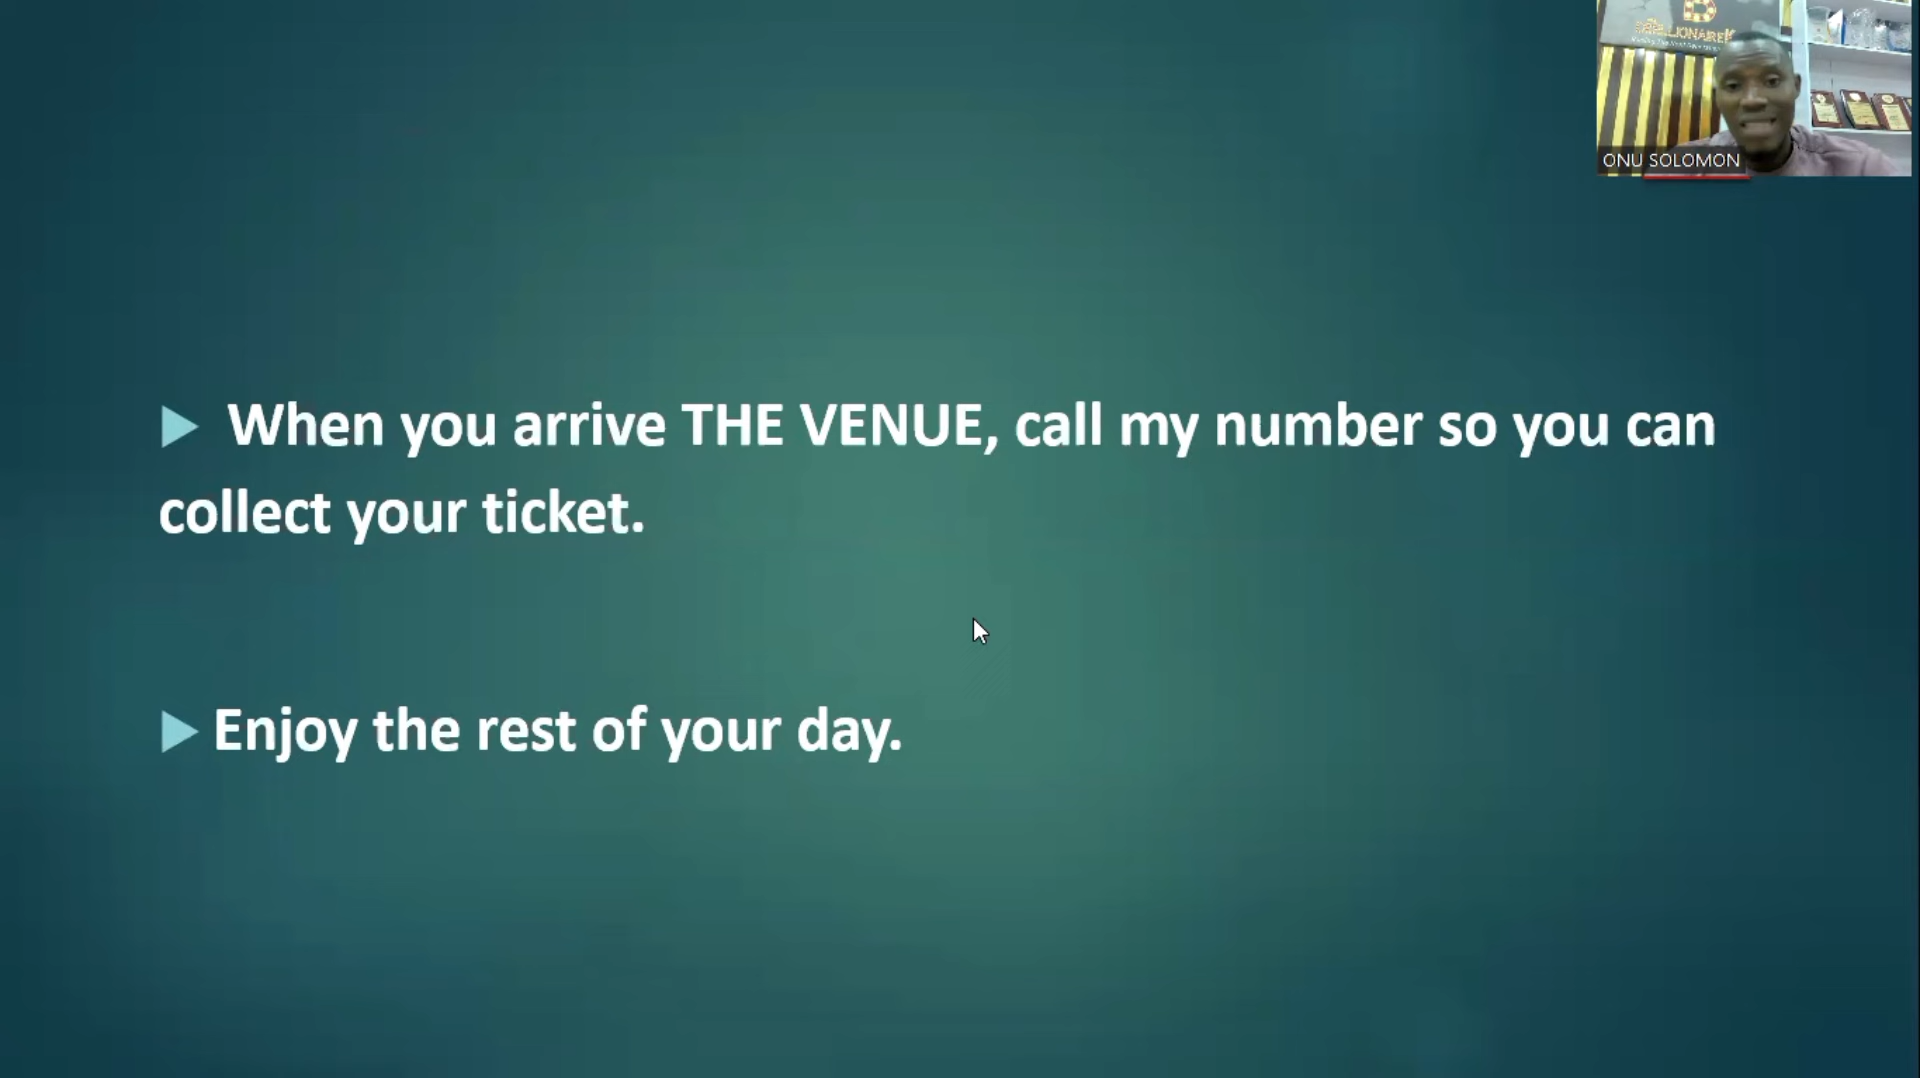 ONU SOLOMON
When you arrive THE VENUE, call my number so you can
collect your ticket.
Enjoy the rest of your day.